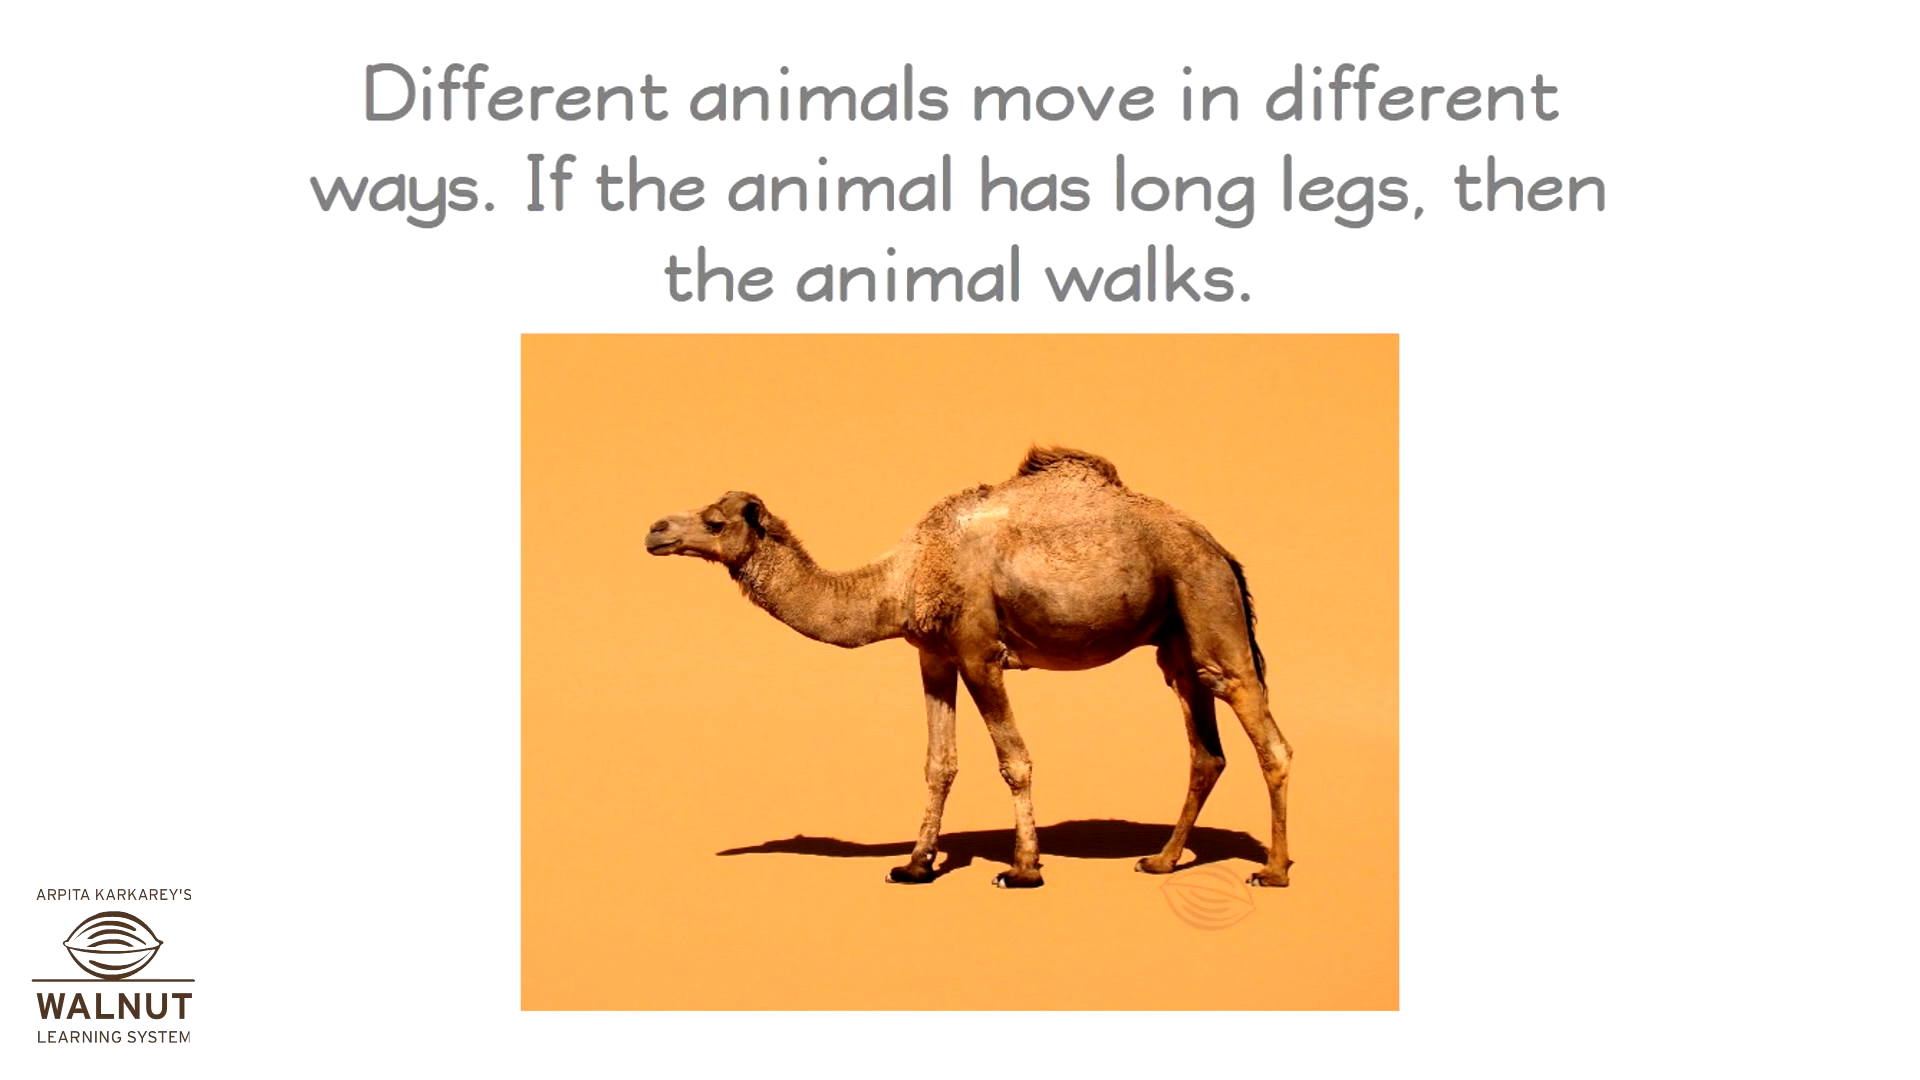 Different animals move in different
ways. If the animal has long legs, then
the animal walks.
ARPITA KARKAREY'S
WALNUT
LEARNING SYSTEM